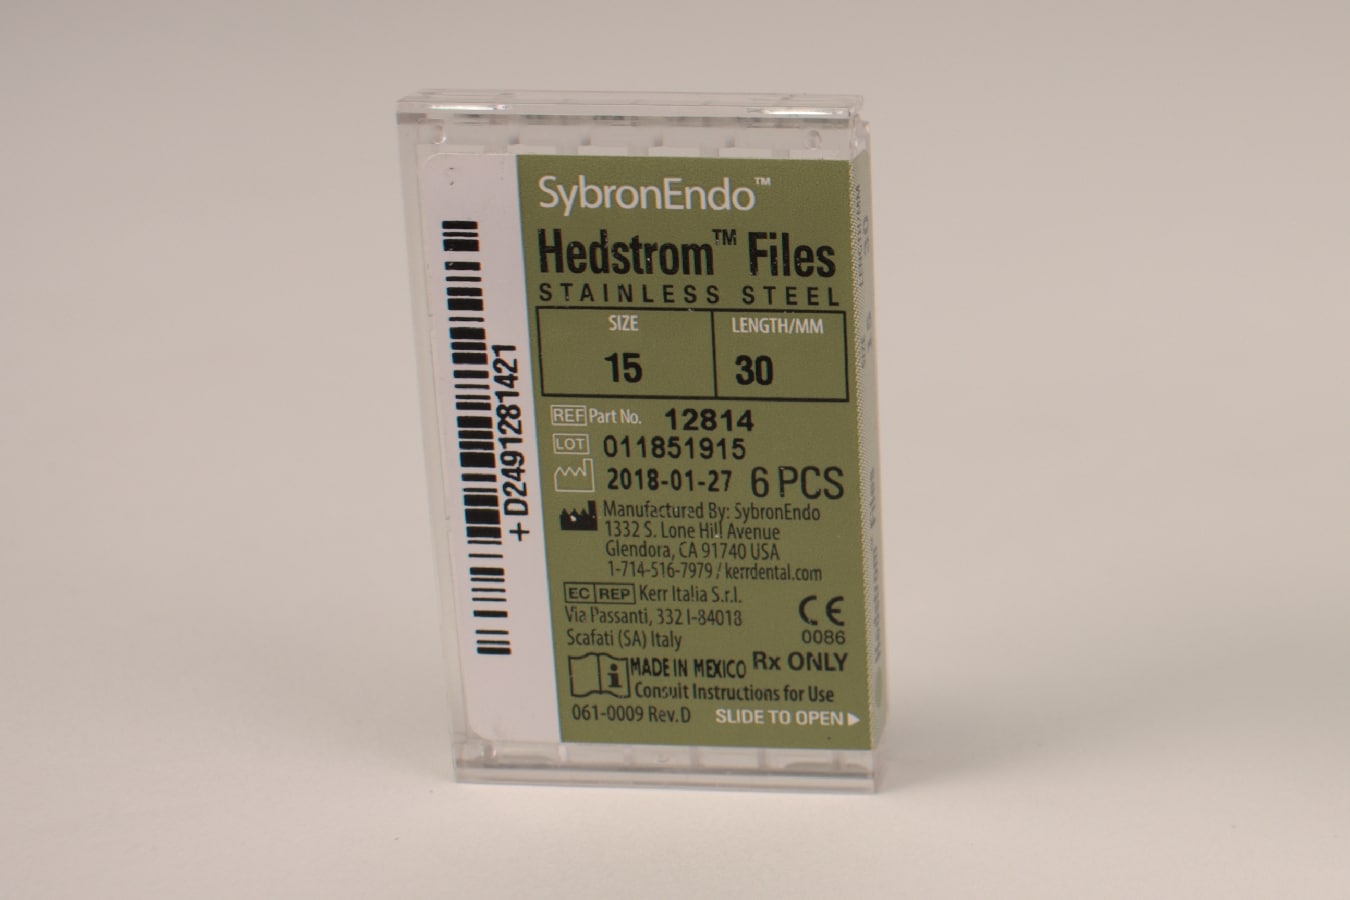 SybronEndo™
Hedstrom™ Files
STAINLESS STEEL
SIZE
LENGTH/MM
15
30
REF Part No. 12814
LOT 011851915
2018-01-27 6 PCS
Manufactured By: SybronEndo
1332 S. Lone Hill Avenue
Glendora, CA 91740 USA
1-714-516-7979 / kerrdental.com
EC REP Kerr Italia S.r.l.
Via Passanti, 332 I-84018
Scafati (SA) Italy
CE
0086
MADE IN MEXICO Rx ONLY
Consult Instructions for Use
061-0009 Rev.D SLIDE TO OPEN
+D2491281421